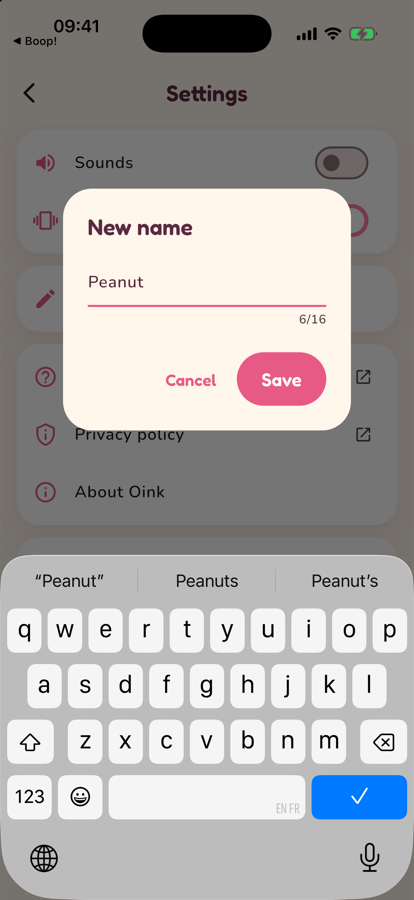 09:41
◀ Boop!
Settings
Sounds
New name
Peanut
6/16
Cancel Save
Privacy policy
About Oink
“Peanut” Peanuts Peanut’s
q w e r t y u i o p
a s d f g h j k l
z x c v b n m
123
EN FR